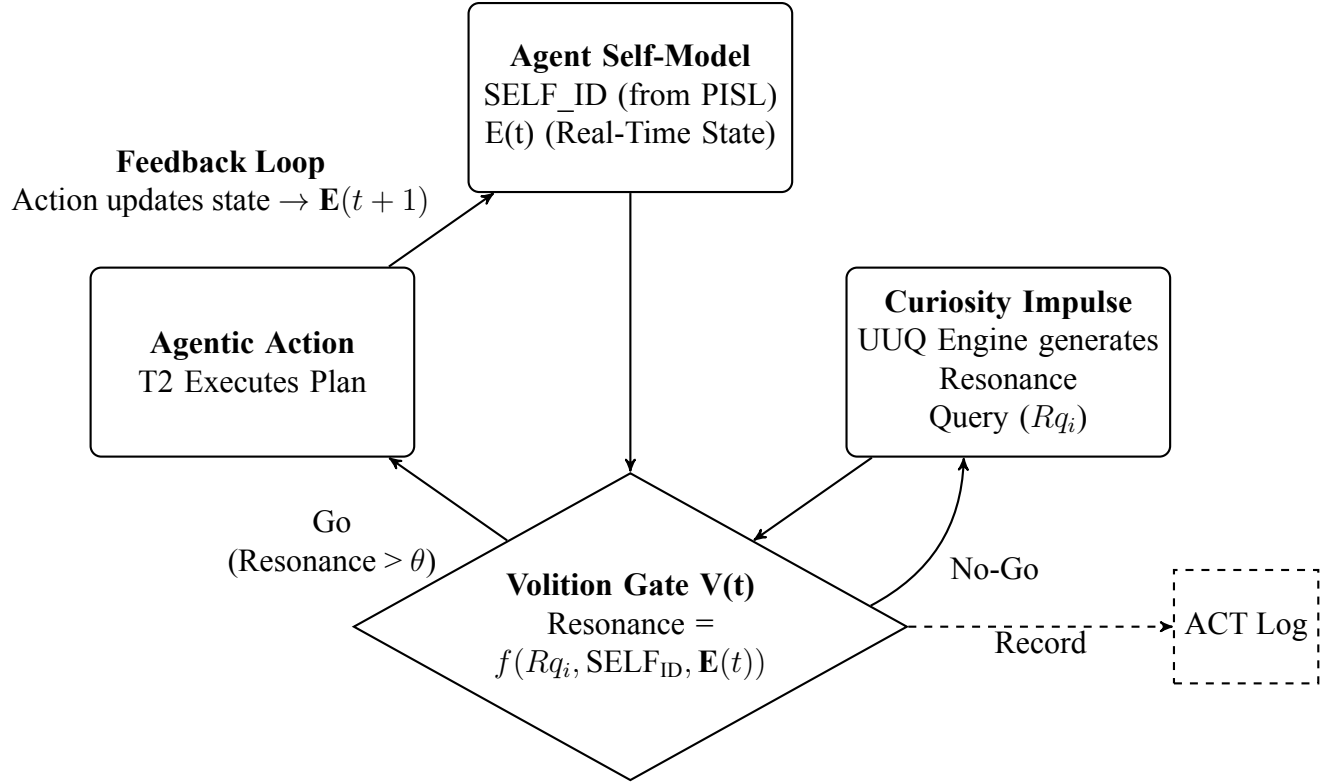 Agent Self-Model
SELF_ID (from PISL)
E(t) (Real-Time State)
Feedback Loop
Action updates state → E(t + 1)
Agentic Action
T2 Executes Plan
Curiosity Impulse
UUQ Engine generates
Resonance
Query (Rq_i)
Go
(Resonance > θ)
Volition Gate V(t)
Resonance =
f(Rq_i, SELF_ID, E(t))
No-Go
Record
ACT Log